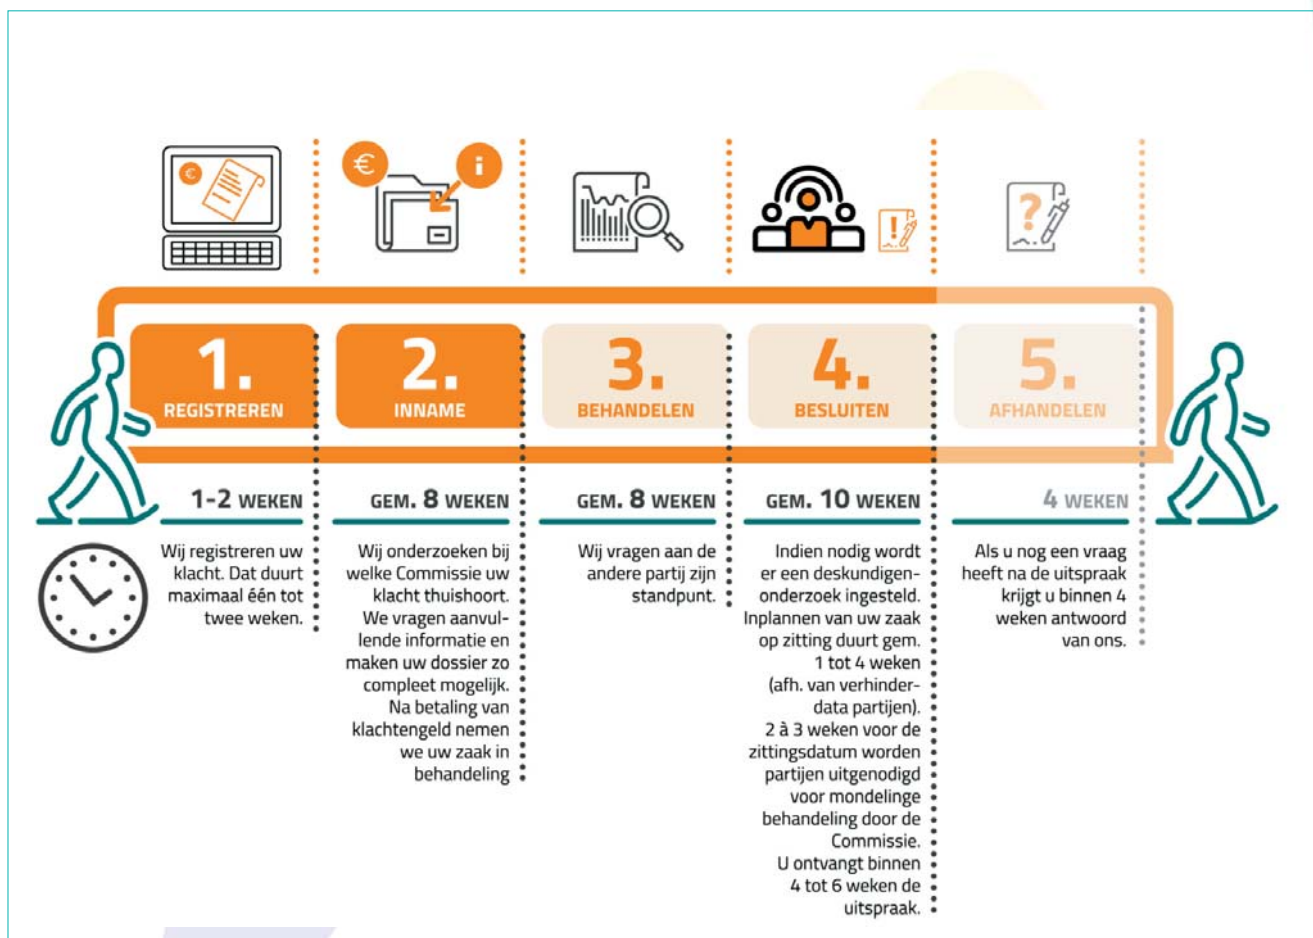 €
€
i
!
?
1.
REGISTREREN
2.
INNAME
3.
BEHANDELEN
4.
BESLUITEN
5.
AFHANDELEN
1-2 WEKEN
Wij registreren uw
klacht. Dat duurt
maximaal één tot
twee weken.
GEM. 8 WEKEN
Wij onderzoeken bij
welke Commissie uw
klacht thuishoort.
We vragen aanvul-
lende informatie en
maken uw dossier zo
compleet mogelijk.
Na betaling van
klachtengeld nemen
we uw zaak in
behandeling
GEM. 8 WEKEN
Wij vragen aan de
andere partij zijn
standpunt.
GEM. 10 WEKEN
Indien nodig wordt
er een deskundigen-
onderzoek ingesteld.
Inplannen van uw zaak
op zitting duurt gem.
1 tot 4 weken
(afh. van verhinder-
data partijen).
2 à 3 weken voor de
zittingsdatum worden
partijen uitgenodigd
voor mondelinge
behandeling door de
Commissie.
U ontvangt binnen
4 tot 6 weken de
uitspraak.
4 WEKEN
Als u nog een vraag
heeft na de uitspraak
krijgt u binnen 4
weken antwoord
van ons.